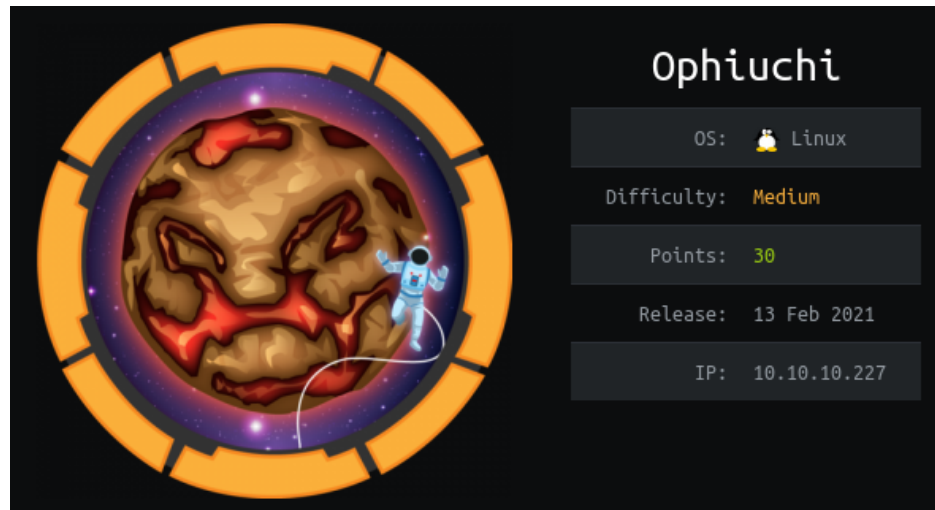 Ophiuchi
OS: Linux
Difficulty: Medium
Points: 30
Release: 13 Feb 2021
IP: 10.10.10.227